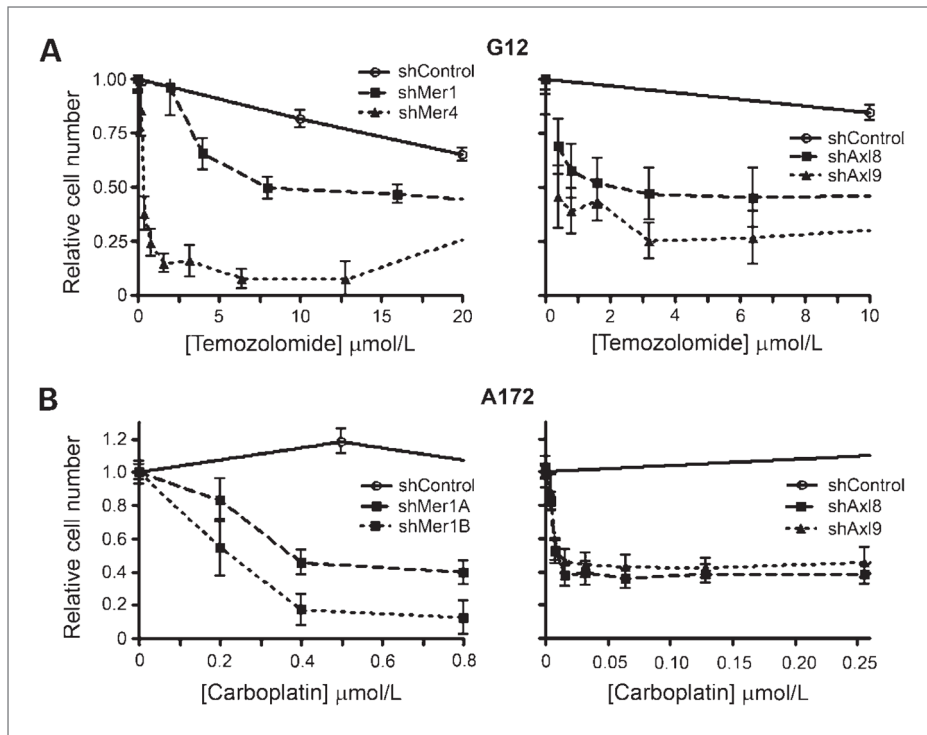 A
G12
Relative cell number
1.00
0.75
0.50
0.25
0
shControl
shMer1
shMer4
0
5
10
15
20
[Temozolomide] μmol/L
shControl
shAxl8
shAxl9
0
2
4
6
8
10
[Temozolomide] μmol/L
B
A172
Relative cell number
1.2
1.0
0.8
0.6
0.4
0.2
0
shControl
shMer1A
shMer1B
0
0.2
0.4
0.6
0.8
[Carboplatin] μmol/L
shControl
shAxl8
shAxl9
0
0.05
0.10
0.15
0.20
0.25
[Carboplatin] μmol/L